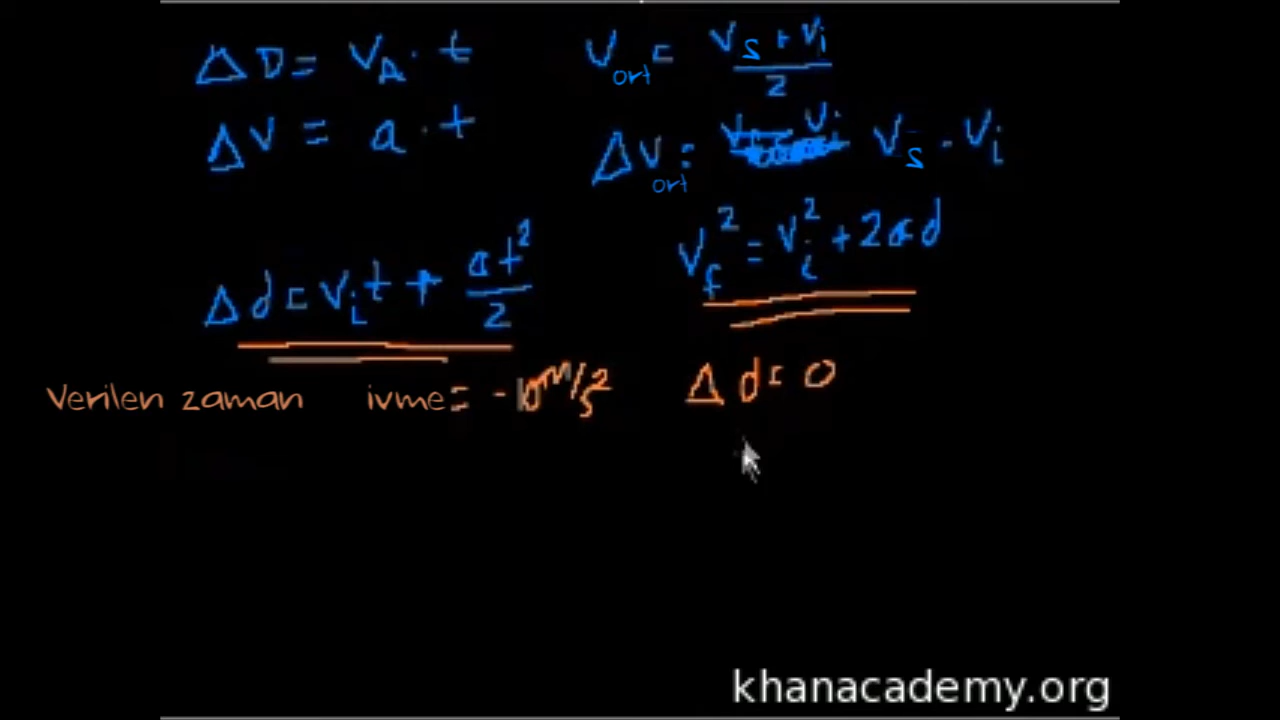 ΔD = V_A · t
V_ort = (V_s + V_i)/2
ΔV = a · t
ΔV_ort = V_s - V_i
Δd = V_i t + at²/2
V_f² = V_i² + 2ad
Verilen zaman ivme = -10 m/s² Δd = 0
khanacademy.org